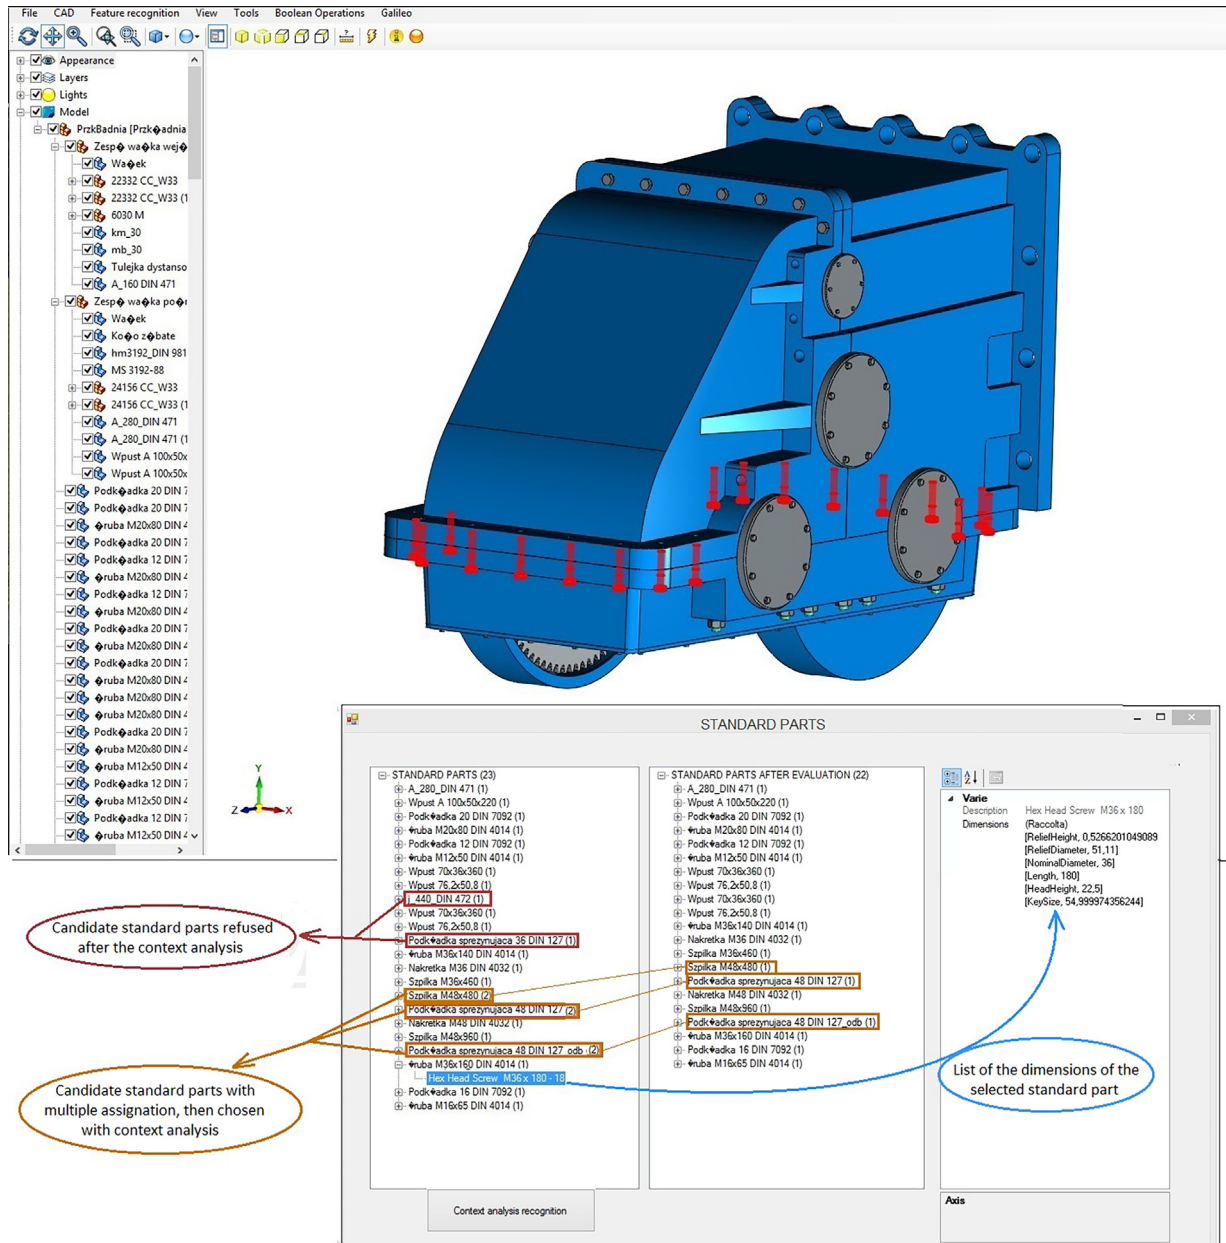 File CAD Feature recognition View Tools Boolean Operations Galileo
Appearance
Layers
Lights
Model
PrzkBadnia [Przk�adnia
Zesp� wa�ka wej�
Wa�ek
22332 CC_W33
22332 CC_W33 (1
6030 M
km_30
mb_30
Tulejka dystanso
A_160 DIN 471
Zesp� wa�ka po�r
Wa�ek
Ko�o z�bate
hm3192_DIN 981
MS 3192-88
24156 CC_W33
24156 CC_W33 (1
A_280_DIN 471
A_280_DIN 471 (1
Wpust A 100x50x
Wpust A 100x50x
Podk�adka 20 DIN 7
Podk�adka 20 DIN 7
�ruba M20x80 DIN 4
Podk�adka 20 DIN 7
Podk�adka 12 DIN 7
�ruba M20x80 DIN 4
Podk�adka 12 DIN 7
�ruba M20x80 DIN 4
Podk�adka 20 DIN 7
�ruba M20x80 DIN 4
Podk�adka 20 DIN 7
�ruba M20x80 DIN 4
�ruba M20x80 DIN 4
�ruba M20x80 DIN 4
Podk�adka 20 DIN 7
�ruba M20x80 DIN 4
�ruba M12x50 DIN 4
Podk�adka 12 DIN 7
�ruba M12x50 DIN 4
Podk�adka 12 DIN 7
�ruba M12x50 DIN 4
Y
Z
X
STANDARD PARTS
STANDARD PARTS (23)
A_280_DIN 471 (1)
Wpust A 100x50x220 (1)
Podk�adka 20 DIN 7092 (1)
�ruba M20x80 DIN 4014 (1)
Podk�adka 12 DIN 7092 (1)
�ruba M12x50 DIN 4014 (1)
Wpust 70x36x360 (1)
Wpust 76,2x50,8 (1)
j_440_DIN 472 (1)
Wpust 70x36x360 (1)
Wpust 76,2x50,8 (1)
Podk�adka sprezynujaca 36 DIN 127 (1)
�ruba M36x140 DIN 4014 (1)
Nakretka M36 DIN 4032 (1)
Szpilka M36x460 (1)
Szpilka M48x480 (2)
Podk�adka sprezynujaca 48 DIN 127 (2)
Nakretka M48 DIN 4032 (1)
Szpilka M48x960 (1)
Podk�adka sprezynujaca 48 DIN 127_odb (2)
�ruba M36x160 DIN 4014 (1)
Hex Head Screw M36 x 180 - 18
Podk�adka 16 DIN 7092 (1)
�ruba M16x65 DIN 4014 (1)
Context analysis recognition
STANDARD PARTS AFTER EVALUATION (22)
A_280_DIN 471 (1)
Wpust A 100x50x220 (1)
Podk�adka 20 DIN 7092 (1)
�ruba M20x80 DIN 4014 (1)
Podk�adka 12 DIN 7092 (1)
�ruba M12x50 DIN 4014 (1)
Wpust 70x36x360 (1)
Wpust 76,2x50,8 (1)
Wpust 70x36x360 (1)
Wpust 76,2x50,8 (1)
�ruba M36x140 DIN 4014 (1)
Nakretka M36 DIN 4032 (1)
Szpilka M36x460 (1)
Szpilka M48x480 (1)
Podk�adka sprezynujaca 48 DIN 127 (1)
Nakretka M48 DIN 4032 (1)
Szpilka M48x960 (1)
Podk�adka sprezynujaca 48 DIN 127_odb (1)
�ruba M36x160 DIN 4014 (1)
Podk�adka 16 DIN 7092 (1)
�ruba M16x65 DIN 4014 (1)
Varie
Description Hex Head Screw M36 x 180
Dimensions (Raccolta)
[ReliefHeight, 0,5266201049089
[ReliefDiameter, 51,11]
[NominalDiameter, 36]
[Length, 180]
[HeadHeight, 22,5]
[KeySize, 54,999974356244]
Axis
Candidate standard parts refused
after the context analysis
Candidate standard parts with
multiple assignation, then chosen
with context analysis
List of the dimensions of the
selected standard part